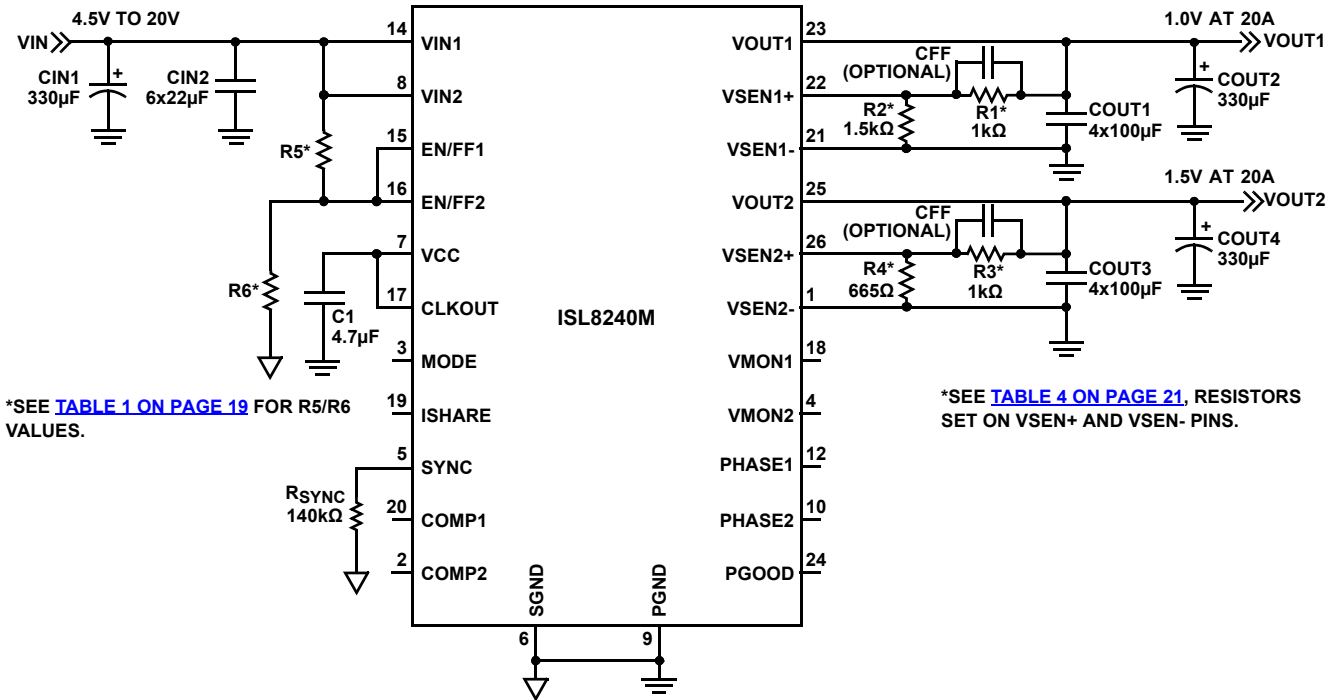 4.5V TO 20V
VIN
CIN1
330µF
+
CIN2
6x22µF
R5*
R6*
C1
4.7µF
*SEE TABLE 1 ON PAGE 19 FOR R5/R6
VALUES.
RSYNC
140kΩ
14
VIN1
8
VIN2
15
EN/FF1
16
EN/FF2
7
VCC
17
CLKOUT
3
MODE
19
ISHARE
5
SYNC
20
COMP1
2
COMP2
ISL8240M
SGND
6
PGND
9
VOUT1
23
VSEN1+
22
VSEN1-
21
VOUT2
25
VSEN2+
26
VSEN2-
1
VMON1
18
VMON2
4
PHASE1
12
PHASE2
10
PGOOD
24
1.0V AT 20A
VOUT1
CFF
(OPTIONAL)
R2*
1.5kΩ
R1*
1kΩ
COUT1
4x100µF
+
COUT2
330µF
1.5V AT 20A
VOUT2
CFF
(OPTIONAL)
R4*
665Ω
R3*
1kΩ
COUT3
4x100µF
+
COUT4
330µF
*SEE TABLE 4 ON PAGE 21, RESISTORS
SET ON VSEN+ AND VSEN- PINS.